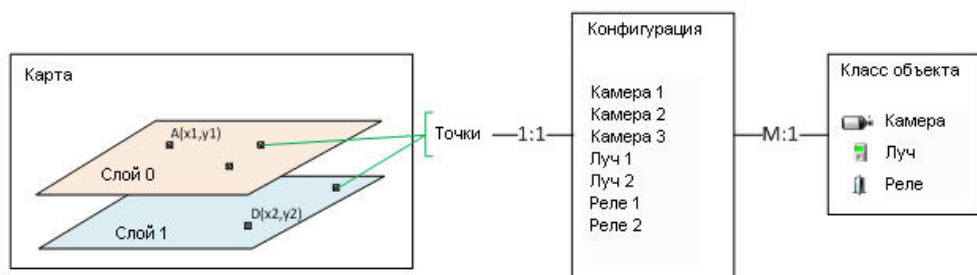 Карта
A(x1,y1)
Слой 0
D(x2,y2)
Слой 1
Точки
1:1
Конфигурация
Камера 1
Камера 2
Камера 3
Луч 1
Луч 2
Реле 1
Реле 2
М:1
Класс объекта
Камера
Луч
Реле